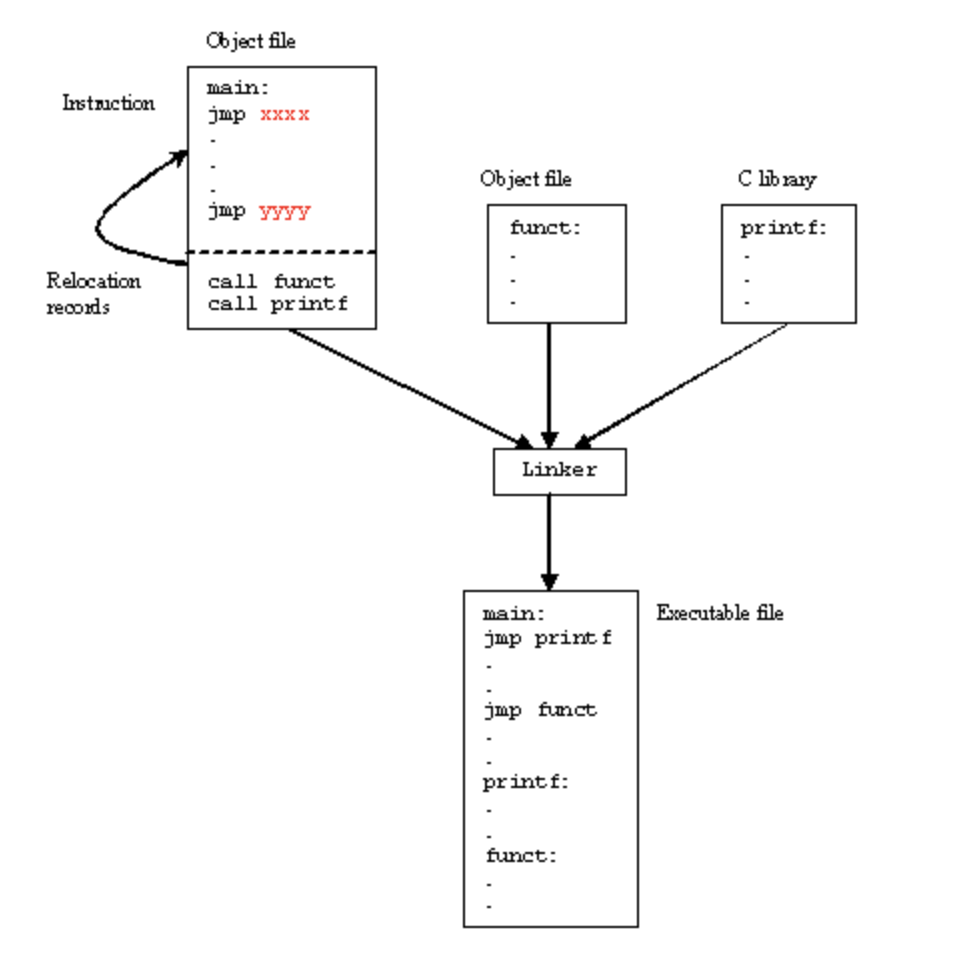 Object file
Instruction
main:
jmp xxxx
.
.
.
jmp yyyy
Relocation
records
call funct
call printf
Object file
funct:
.
.
.
C library
printf:
.
.
.
Linker
Executable file
main:
jmp printf
.
.
jmp funct
.
.
printf:
.
.
funct:
.
.